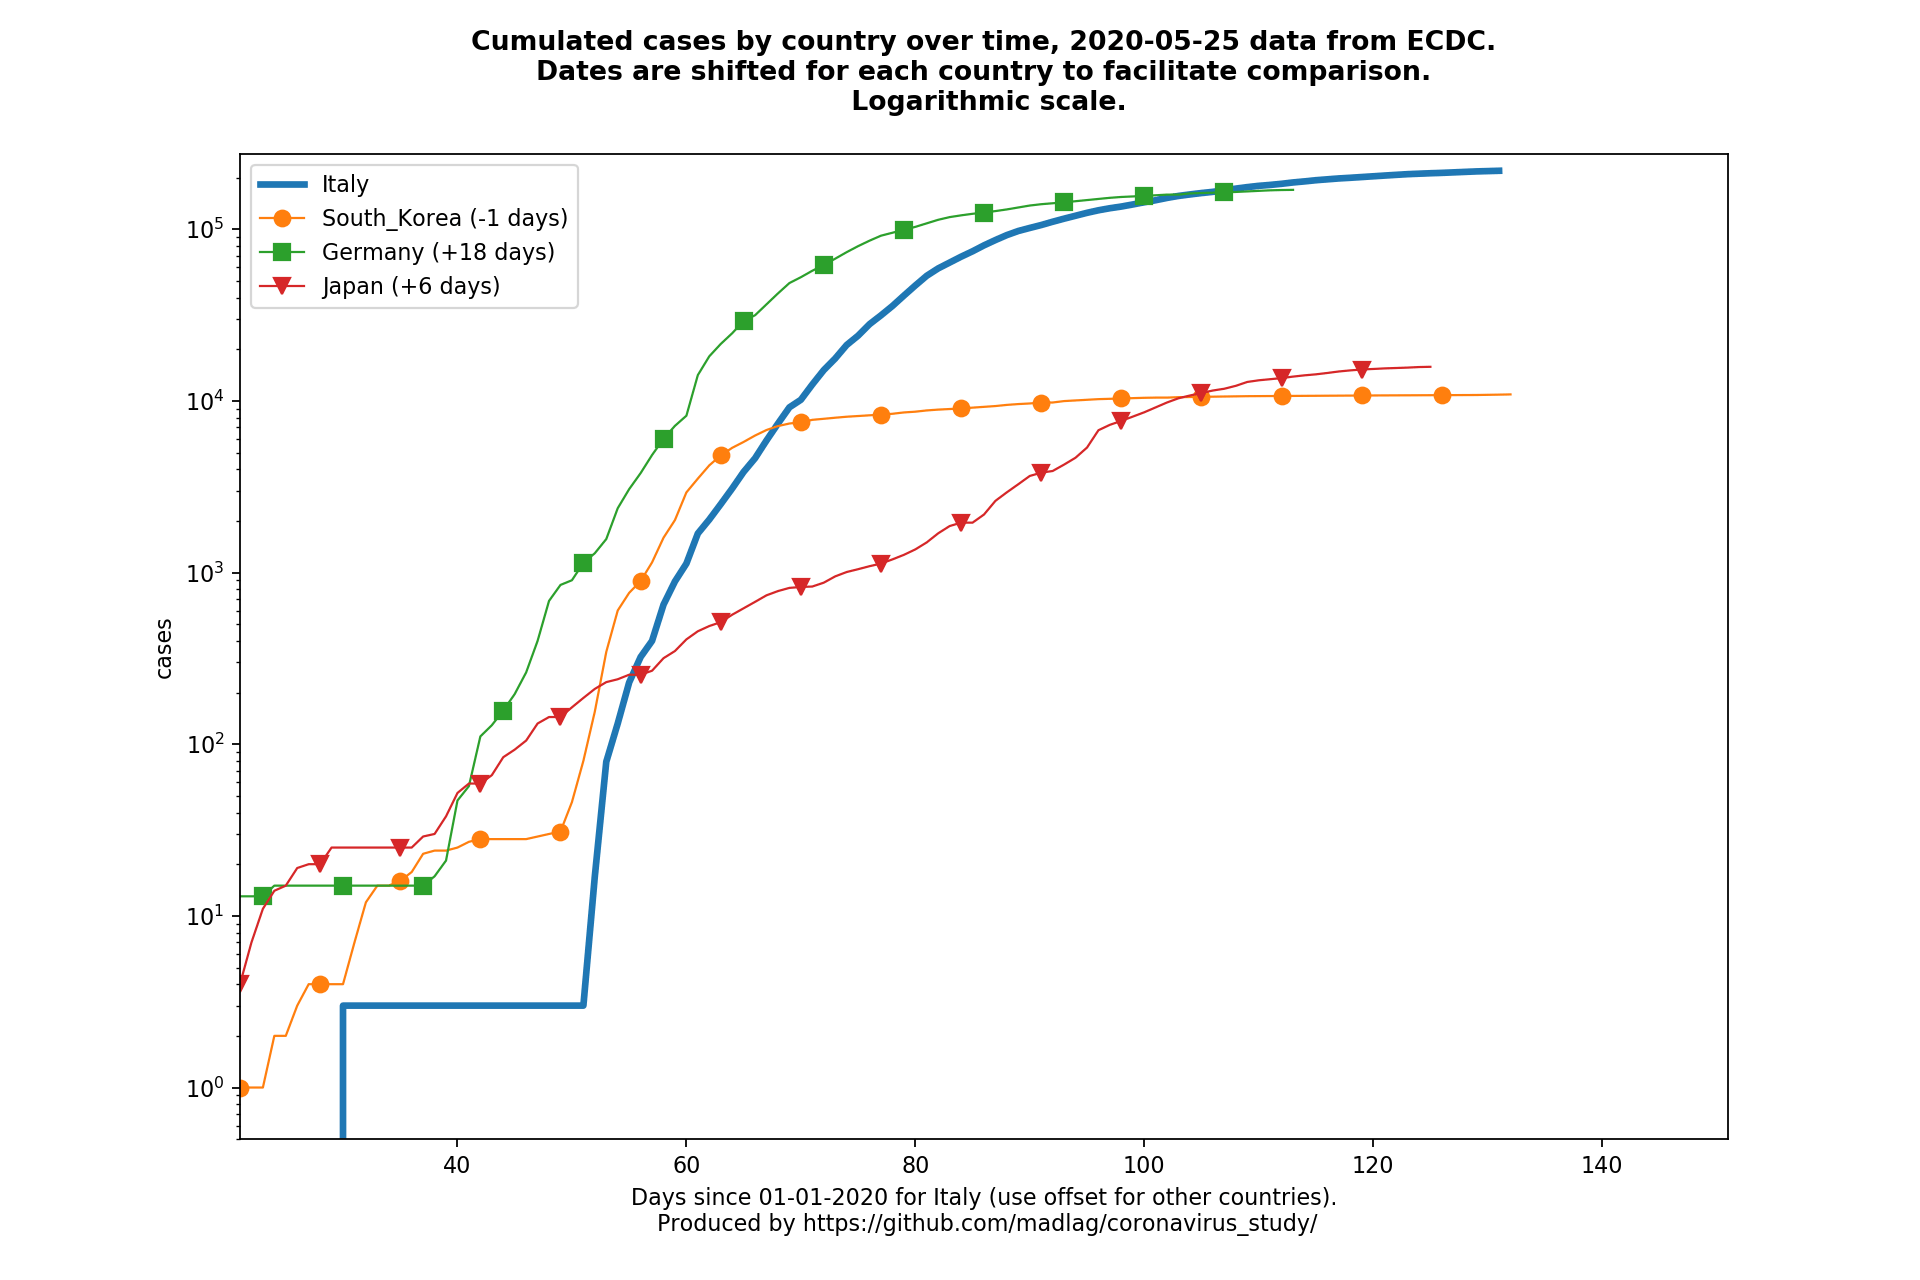 Cumulated cases by country over time, 2020-05-25 data from ECDC.
Dates are shifted for each country to facilitate comparison.
Logarithmic scale.
Italy
South_Korea (-1 days)
Germany (+18 days)
Japan (+6 days)
10⁵
10⁴
10³
10²
10¹
10⁰
cases
40 60 80 100 120 140
Days since 01-01-2020 for Italy (use offset for other countries).
Produced by https://github.com/madlag/coronavirus_study/